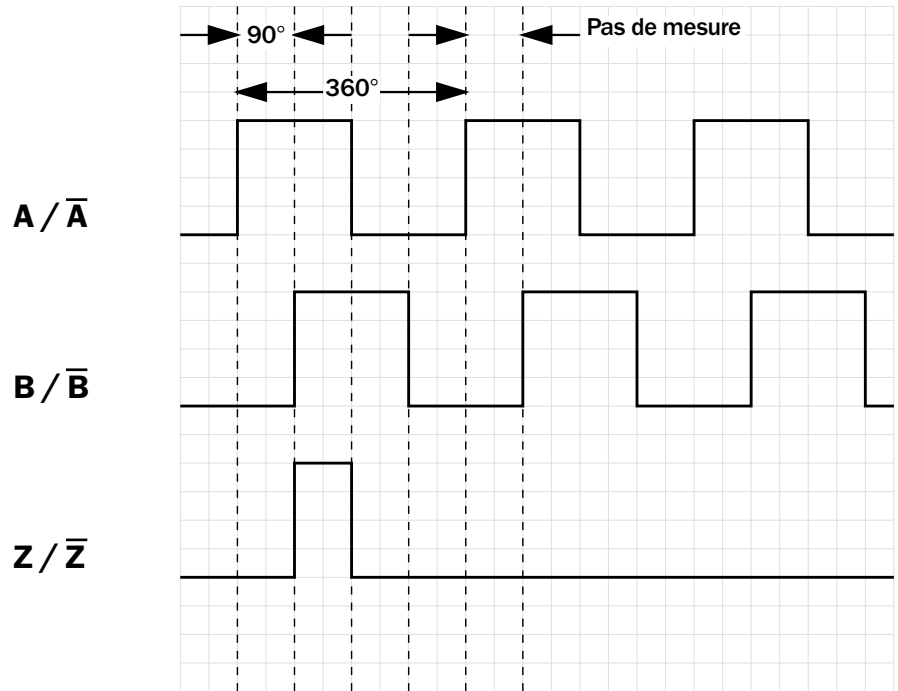 90°
Pas de mesure
360°
A / A̅
B / B̅
Z / Z̅